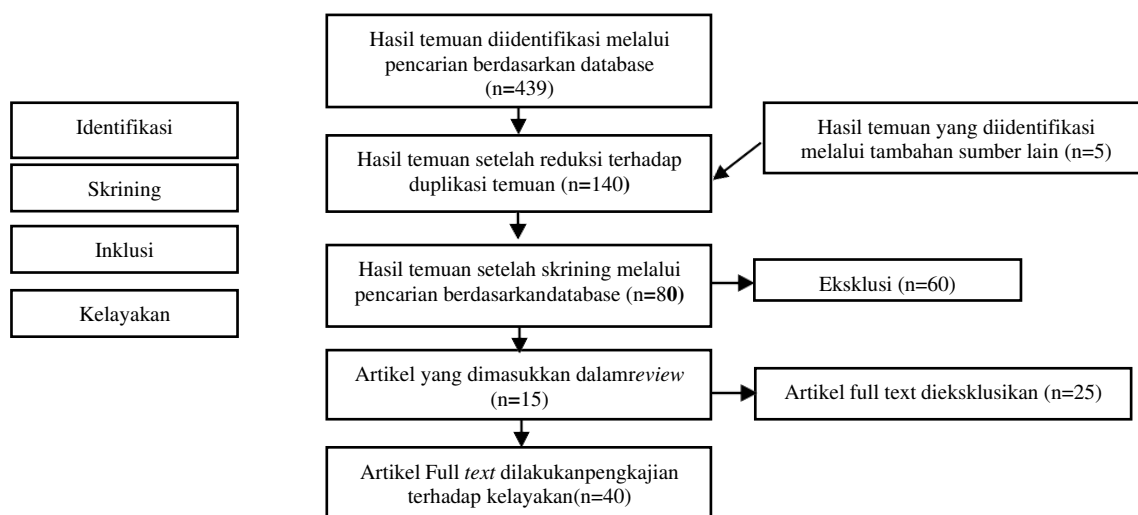 Hasil temuan diidentifikasi melalui
pencarian berdasarkan database
(n=439)
Identifikasi
Skrining
Inklusi
Kelayakan
Hasil temuan yang diidentifikasi
melalui tambahan sumber lain (n=5)
Hasil temuan setelah reduksi terhadap
duplikasi temuan (n=140)
Hasil temuan setelah skrining melalui
pencarian berdasarkandatabase (n=80)
Eksklusi (n=60)
Artikel yang dimasukkan dalamreview
(n=15)
Artikel full text dieksklusikan (n=25)
Artikel Full text dilakukanpengkajian
terhadap kelayakan(n=40)